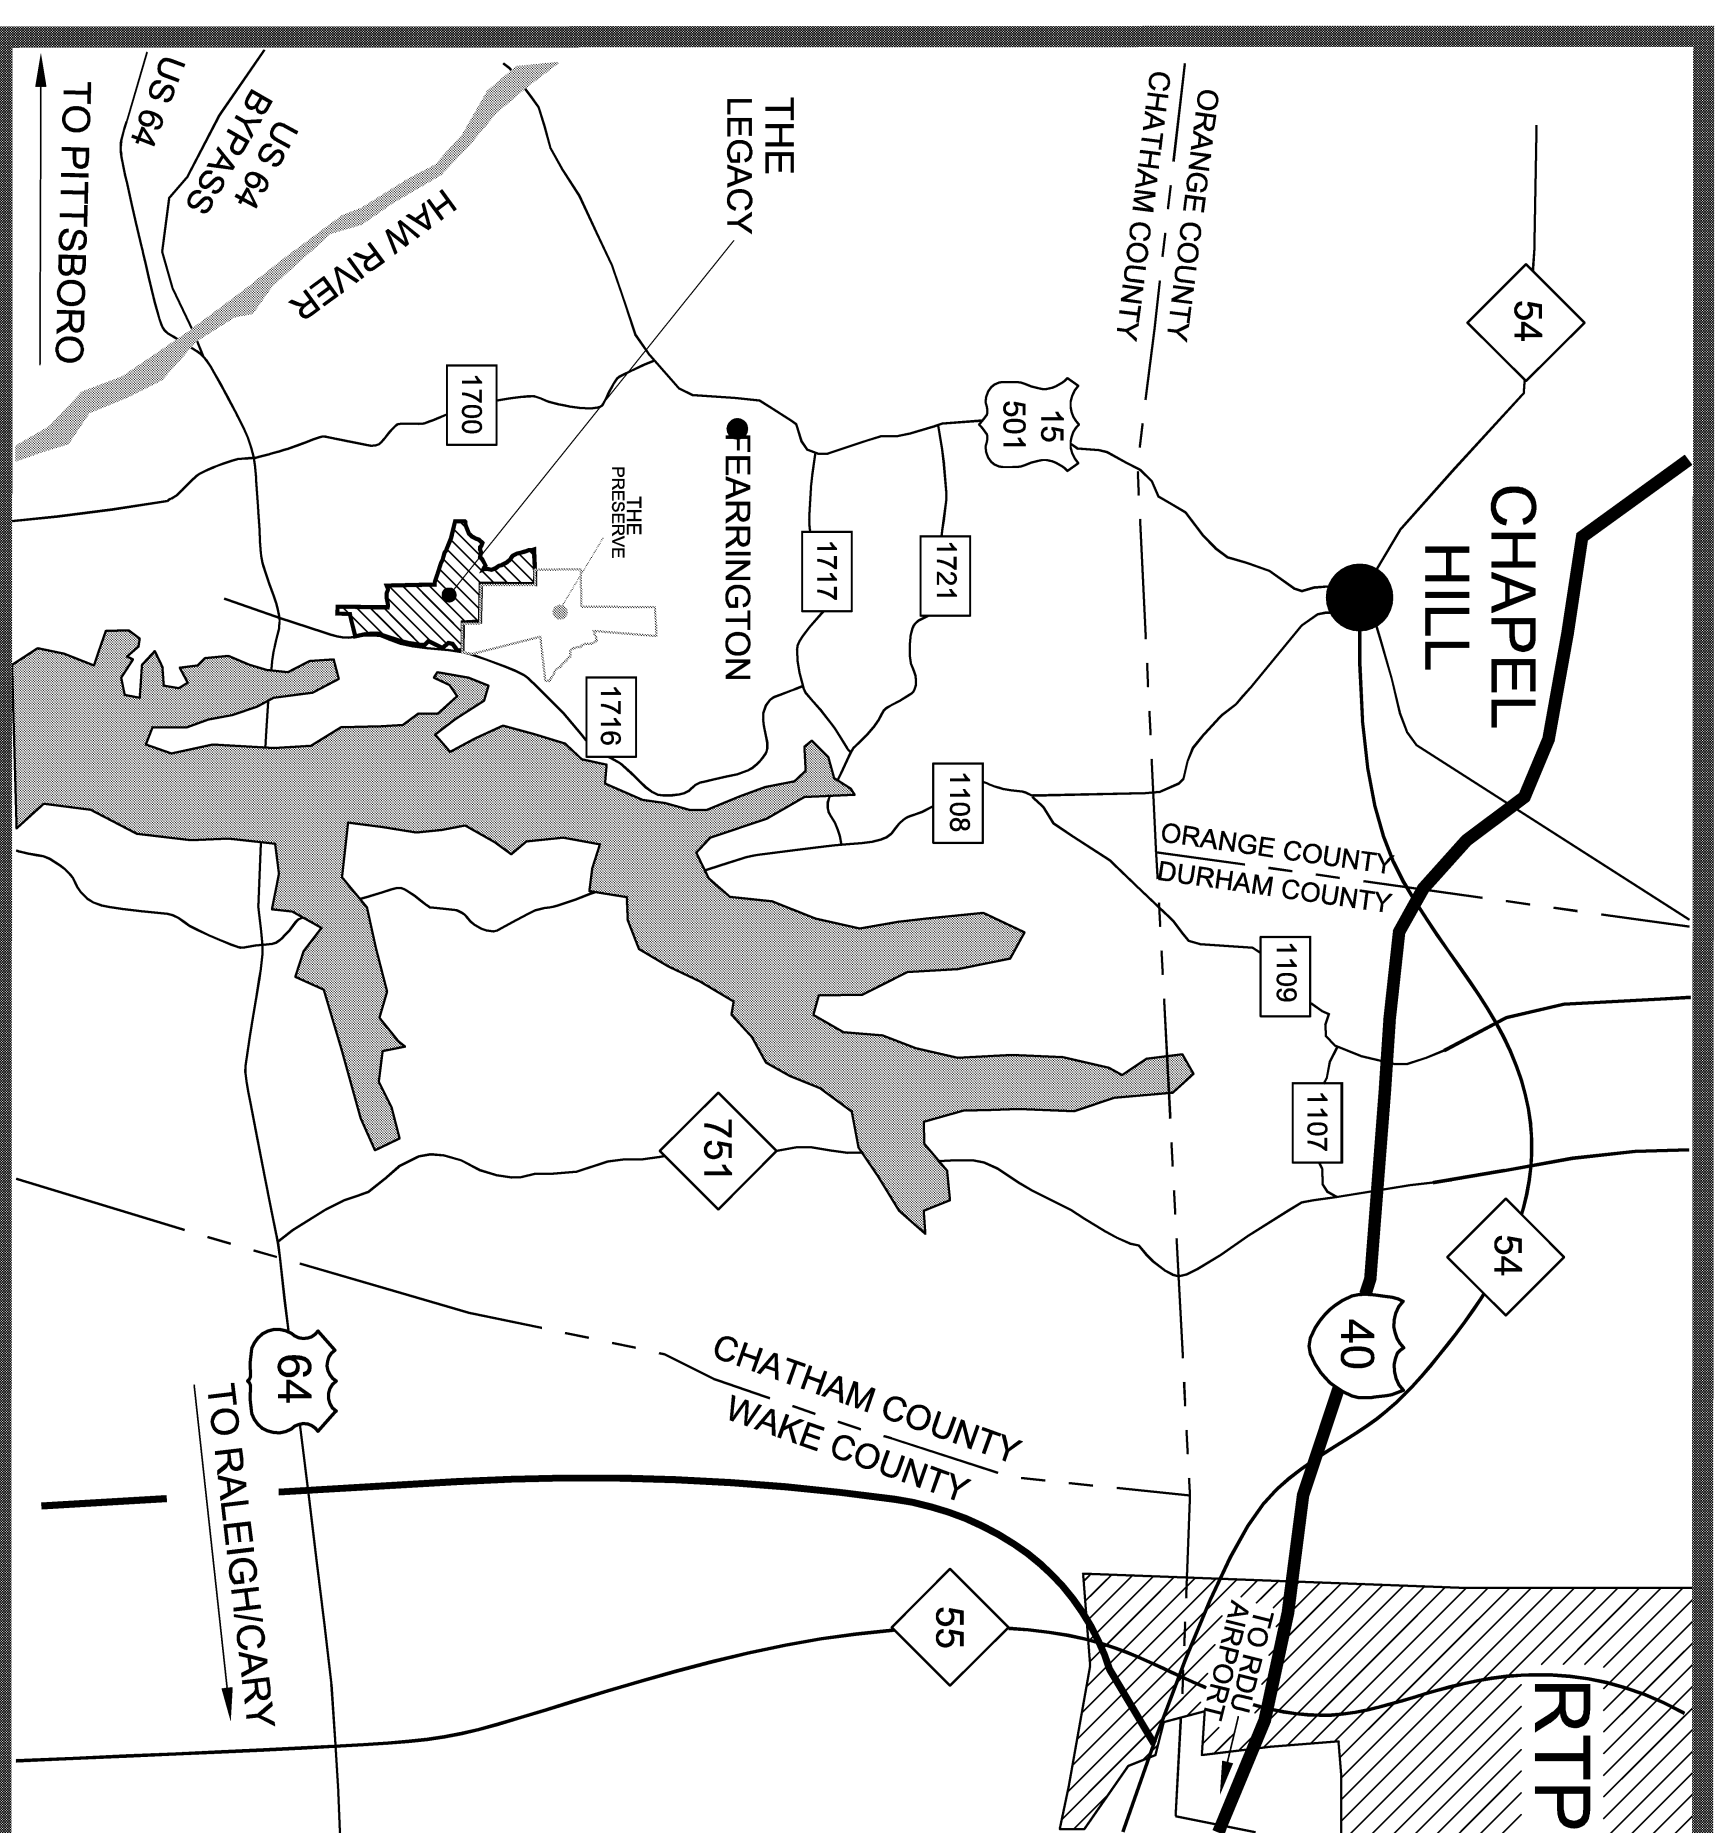 CHAPEL
HILL
54
ORANGE COUNTY
CHATHAM COUNTY
15
501
THE
LEGACY
FEARRINGTON
THE
PRESERVE
1700
1717
1721
1716
1108
HAW RIVER
US 64
BYPASS
US 64
TO PITTSBORO
ORANGE COUNTY
DURHAM COUNTY
1109
1107
751
54
40
CHATHAM COUNTY
WAKE COUNTY
64
TO RALEIGH/CARY
55
TO RDU
AIRPORT
RTP